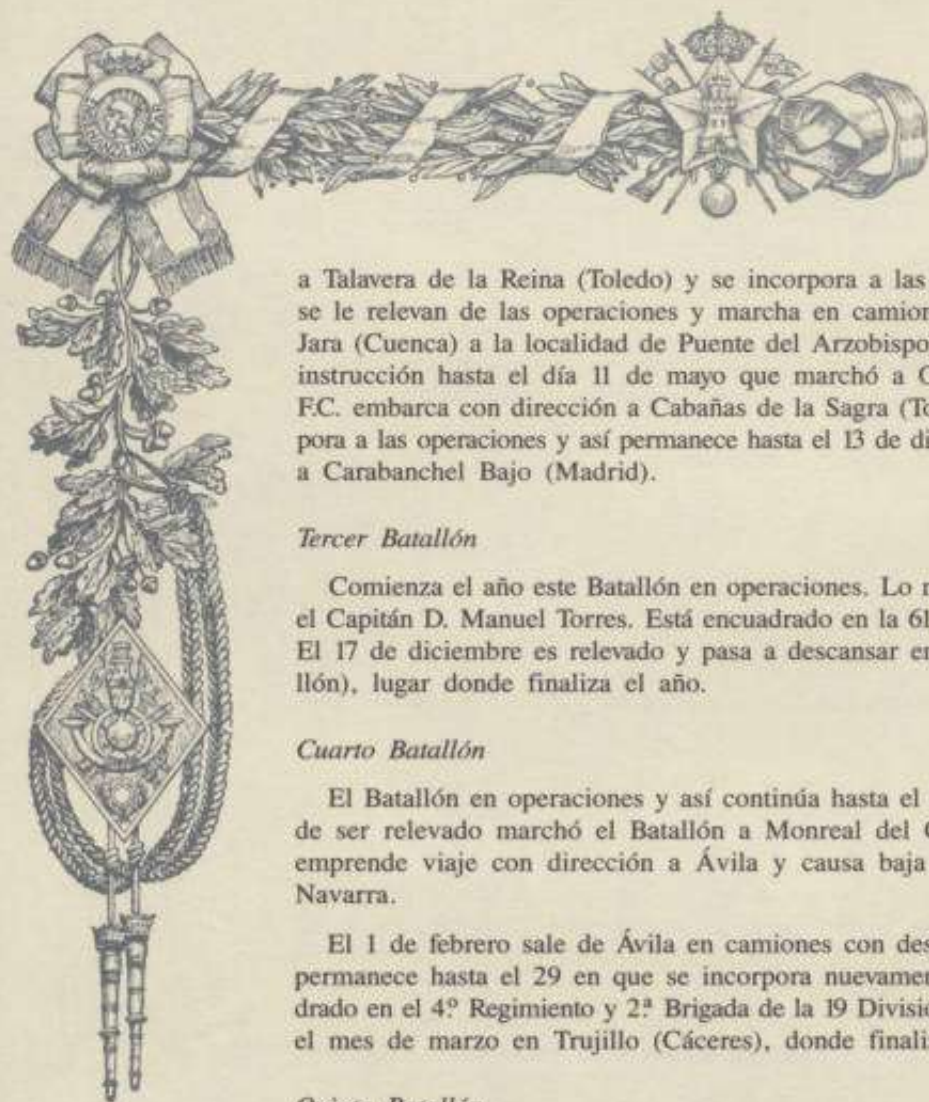 a Talavera de la Reina (Toledo) y se incorpora a las
se le relevan de las operaciones y marcha en camion
Jara (Cuenca) a la localidad de Puente del Arzobispo
instrucción hasta el día 11 de mayo que marchó a C
F.C. embarca con dirección a Cabañas de la Sagra (To
pora a las operaciones y así permanece hasta el 13 de di
a Carabanchel Bajo (Madrid).
Tercer Batallón
Comienza el año este Batallón en operaciones. Lo
el Capitán D. Manuel Torres. Está encuadrado en la 61
El 17 de diciembre es relevado y pasa a descansar en
llón), lugar donde finaliza el año.
Cuarto Batallón
El Batallón en operaciones y así continúa hasta el
de ser relevado marchó el Batallón a Monreal del C
emprende viaje con dirección a Ávila y causa baja
Navarra.
El 1 de febrero sale de Ávila en camiones con des
permanece hasta el 29 en que se incorpora nuevamen
drado en el 4º Regimiento y 2ª Brigada de la 19 Divisió
el mes de marzo en Trujillo (Cáceres), donde finaliz